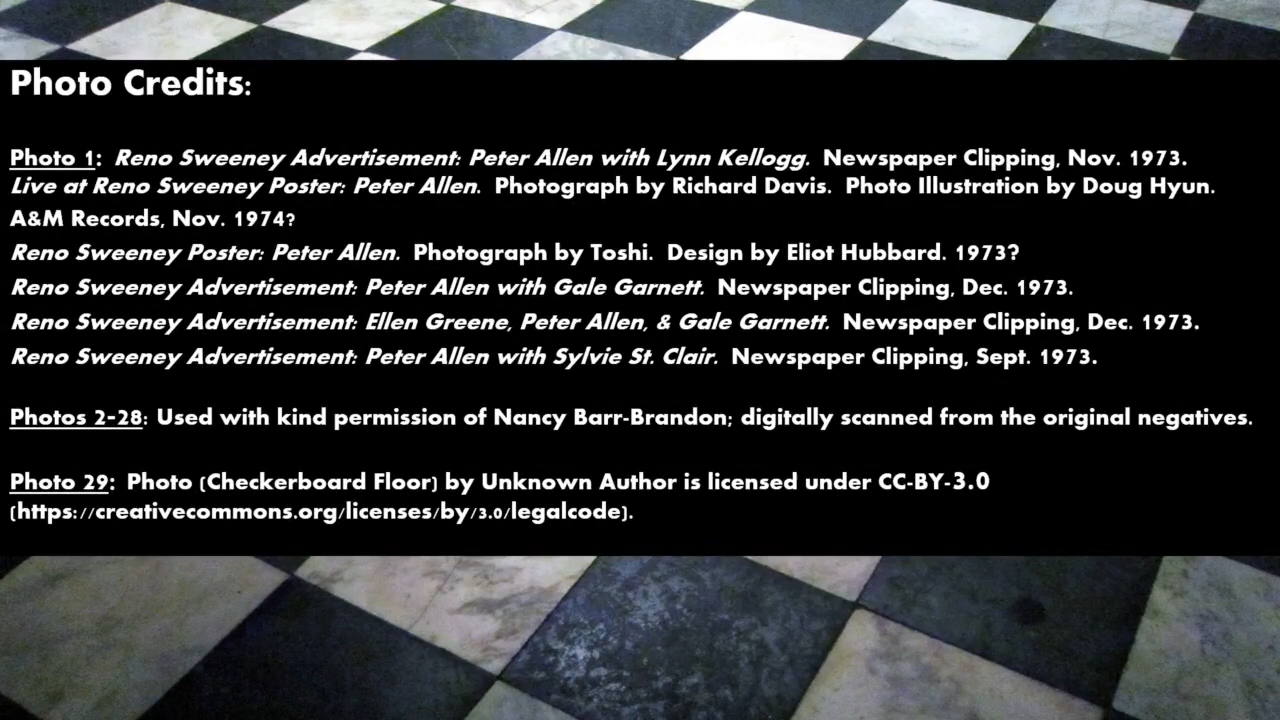 Photo Credits:
Photo 1: Reno Sweeney Advertisement: Peter Allen with Lynn Kellogg. Newspaper Clipping, Nov. 1973.
Live at Reno Sweeney Poster: Peter Allen. Photograph by Richard Davis. Photo Illustration by Doug Hyun.
A&M Records, Nov. 1974?
Reno Sweeney Poster: Peter Allen. Photograph by Toshi. Design by Eliot Hubbard. 1973?
Reno Sweeney Advertisement: Peter Allen with Gale Garnett. Newspaper Clipping, Dec. 1973.
Reno Sweeney Advertisement: Ellen Greene, Peter Allen, & Gale Garnett. Newspaper Clipping, Dec. 1973.
Reno Sweeney Advertisement: Peter Allen with Sylvie St. Clair. Newspaper Clipping, Sept. 1973.
Photos 2-28: Used with kind permission of Nancy Barr-Brandon; digitally scanned from the original negatives.
Photo 29: Photo (Checkerboard Floor) by Unknown Author is licensed under CC-BY-3.0
(https://creativecommons.org/licenses/by/3.0/legalcode).